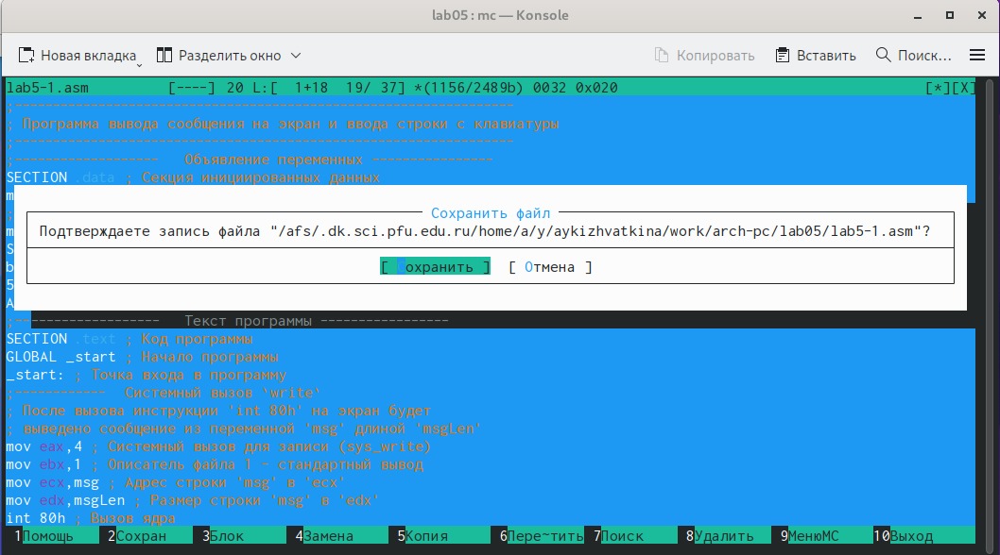 lab05 : mc — Konsole
Новая вкладка Разделить окно Копировать Вставить Поиск...
lab5-1.asm [----] 20 L:[ 1+18 19/ 37] *(1156/2489b) 0032 0x020 [*][X]
;-----------------------------------------------------------
; Программа вывода сообщения на экран и ввода строки с клавиатуры
;-----------------------------------------------------------
;----------------- Объявление переменных --------------
SECTION .data ; Секция инициированных данных
m
Сохранить файл
m Подтверждаете запись файла "/afs/.dk.sci.pfu.edu.ru/home/a/y/aykizhvatkina/work/arch-pc/lab05/lab5-1.asm"?
S
b [ Сохранить ] [ Отмена ]
5
A
;----------------- Текст программы ---------------
SECTION .text ; Код программы
GLOBAL _start ; Начало программы
_start: ; Точка входа в программу
;----------- Системный вызов `write`
; После вызова инструкции 'int 80h' на экран будет
; выведено сообщение из переменной 'msg' длиной 'msgLen'
mov eax,4 ; Системный вызов для записи (sys_write)
mov ebx,1 ; Описатель файла 1 - стандартный вывод
mov ecx,msg ; Адрес строки 'msg' в 'ecx'
mov edx,msgLen ; Размер строки 'msg' в 'edx'
int 80h ; Вызов ядра
1Помощь 2Сохран 3Блок 4Замена 5Копия 6Пере~тить 7Поиск 8Удалить 9МенюМС 10Выход